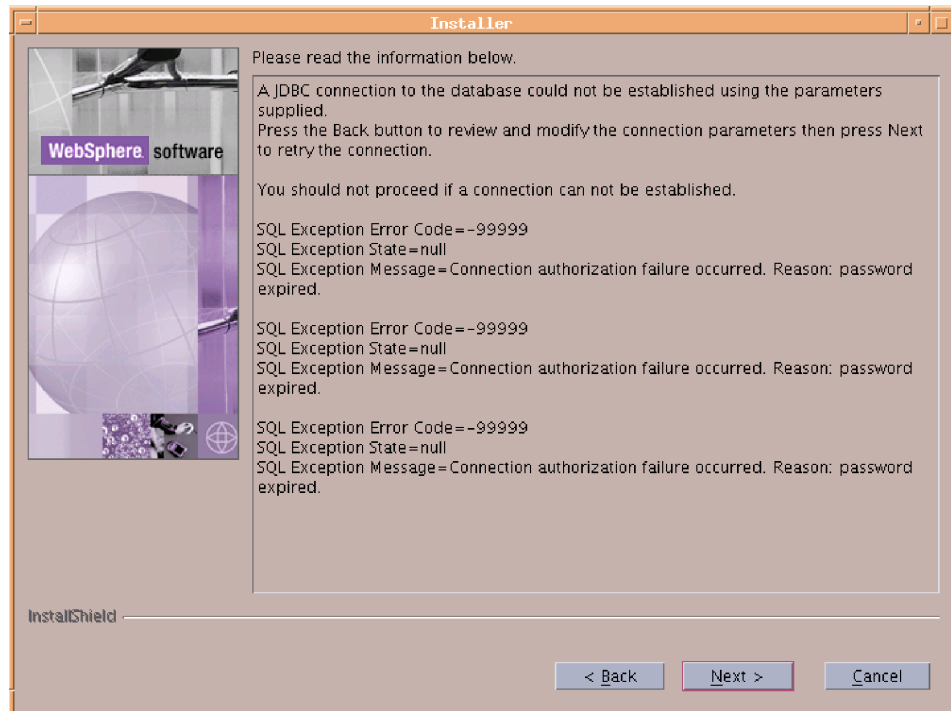 Installer
Please read the information below.
A JDBC connection to the database could not be established using the parameters
supplied.
Press the Back button to review and modify the connection parameters then press Next
to retry the connection.
You should not proceed if a connection can not be established.
SQL Exception Error Code=-99999
SQL Exception State=null
SQL Exception Message=Connection authorization failure occurred. Reason: password
expired.
SQL Exception Error Code=-99999
SQL Exception State=null
SQL Exception Message=Connection authorization failure occurred. Reason: password
expired.
SQL Exception Error Code=-99999
SQL Exception State=null
SQL Exception Message=Connection authorization failure occurred. Reason: password
expired.
WebSphere software
InstallShield
< Back
Next >
Cancel